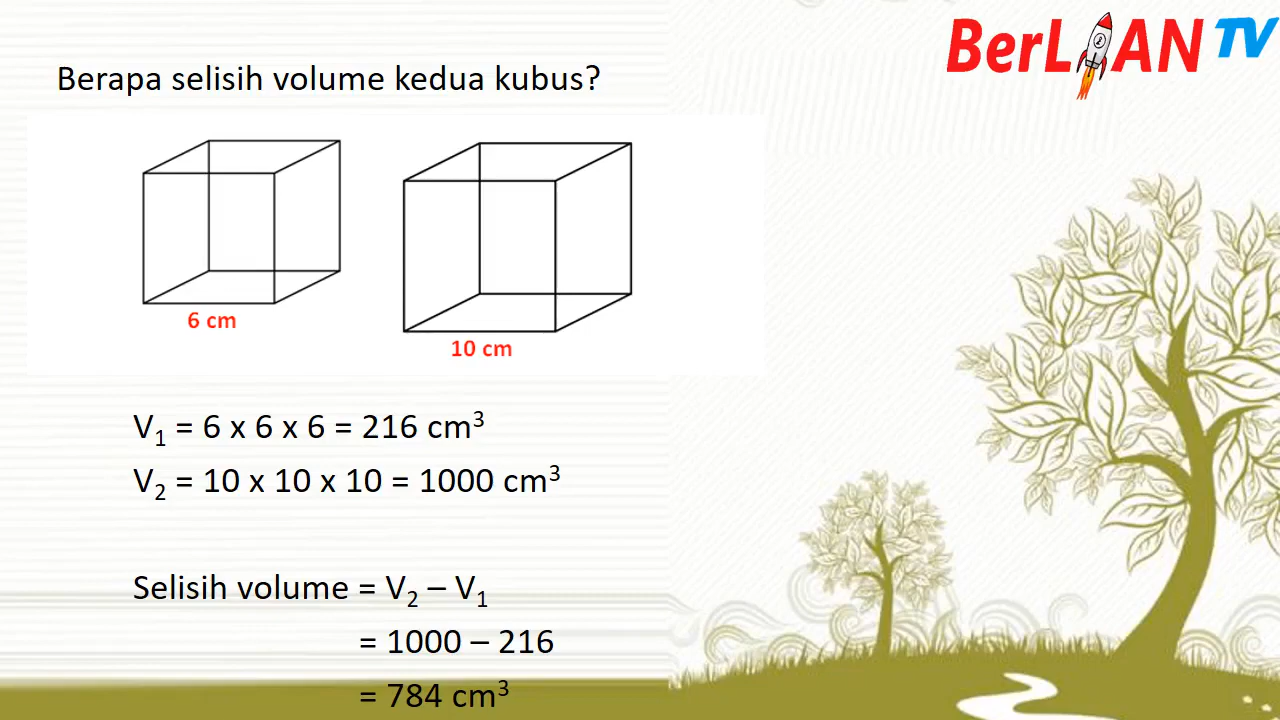 BerLIAN TV
Berapa selisih volume kedua kubus?
6 cm
10 cm
V₁ = 6 x 6 x 6 = 216 cm³
V₂ = 10 x 10 x 10 = 1000 cm³
Selisih volume = V₂ – V₁
= 1000 – 216
= 784 cm³